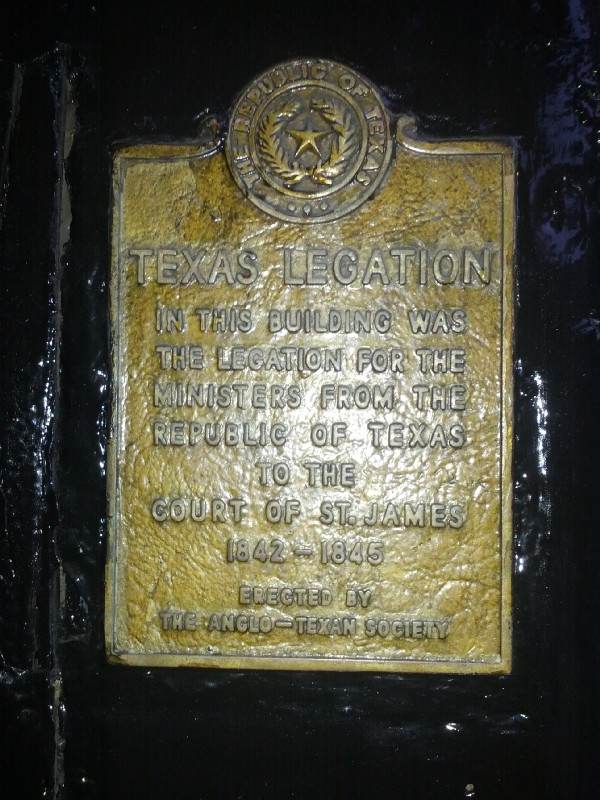 THE REPUBLIC OF TEXAS
TEXAS LEGATION
IN THIS BUILDING WAS
THE LEGATION FOR THE
MINISTERS FROM THE
REPUBLIC OF TEXAS
TO THE
COURT OF ST. JAMES
1842 – 1845
ERECTED BY
THE ANGLO – TEXAN SOCIETY